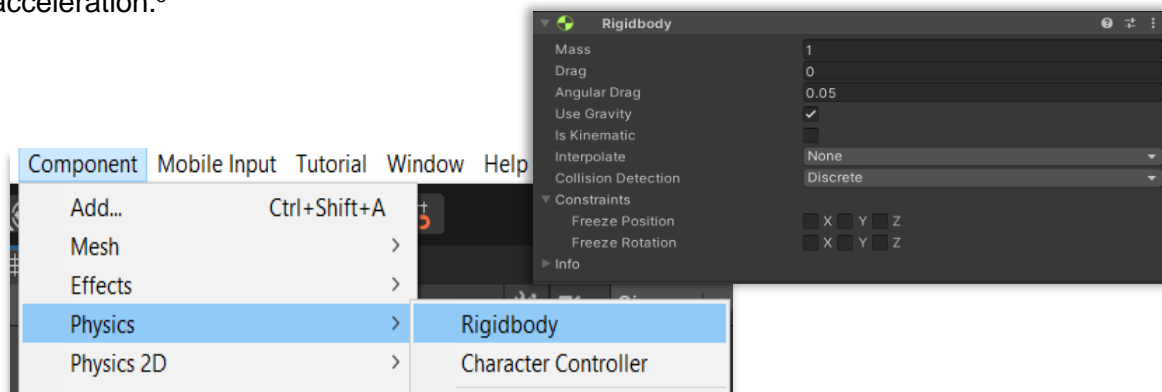 acceleration.
Rigidbody
Mass 1
Drag 0
Angular Drag 0.05
Use Gravity
Is Kinematic
Interpolate None
Collision Detection Discrete
Constraints
Freeze Position X Y Z
Freeze Rotation X Y Z
Info
Component Mobile Input Tutorial Window Help
Add... Ctrl+Shift+A
Mesh
Effects
Physics
Physics 2D
Rigidbody
Character Controller